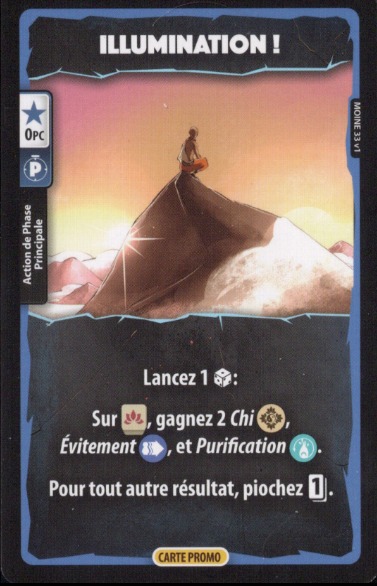 ILLUMINATION !
0PC
P
Action de Phase
Principale
MOINE 33 v1
Lancez 1 :
Sur , gagnez 2 Chi 6 ,
Évitement , et Purification .
Pour tout autre résultat, piochez 1 .
CARTE PROMO